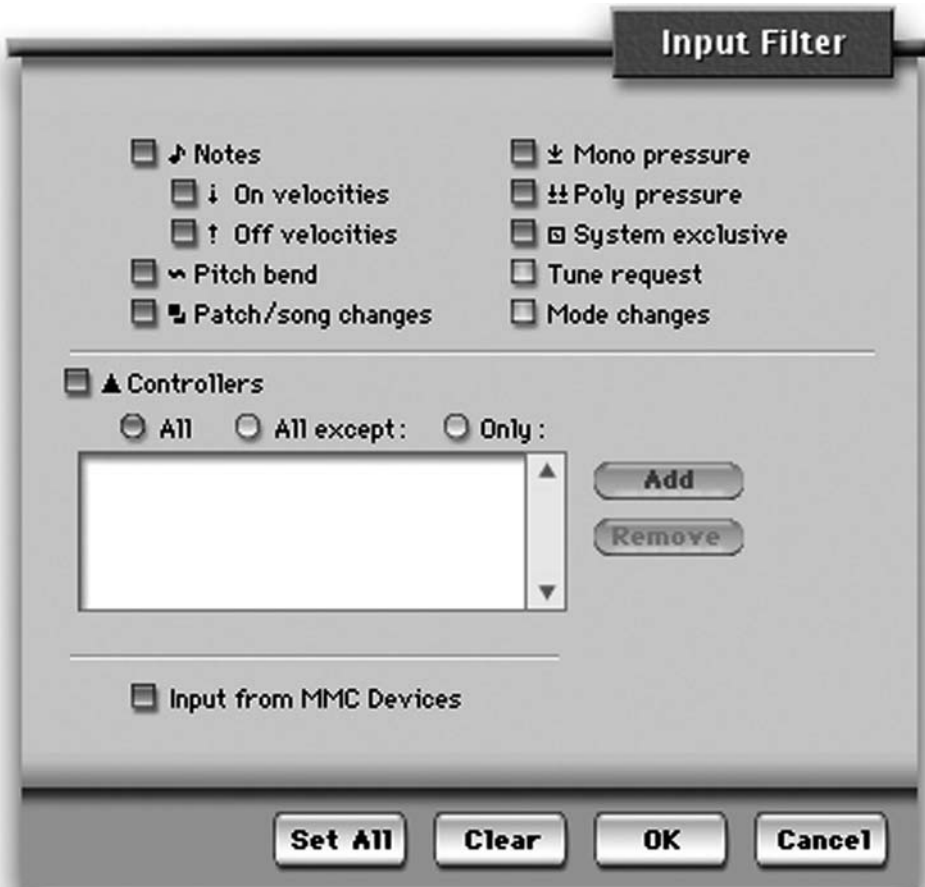 Input Filter
Notes
On velocities
Off velocities
Pitch bend
Patch/song changes
Mono pressure
Poly pressure
System exclusive
Tune request
Mode changes
Controllers
All All except: Only:
Add
Remove
Input from MMC Devices
Set All Clear OK Cancel